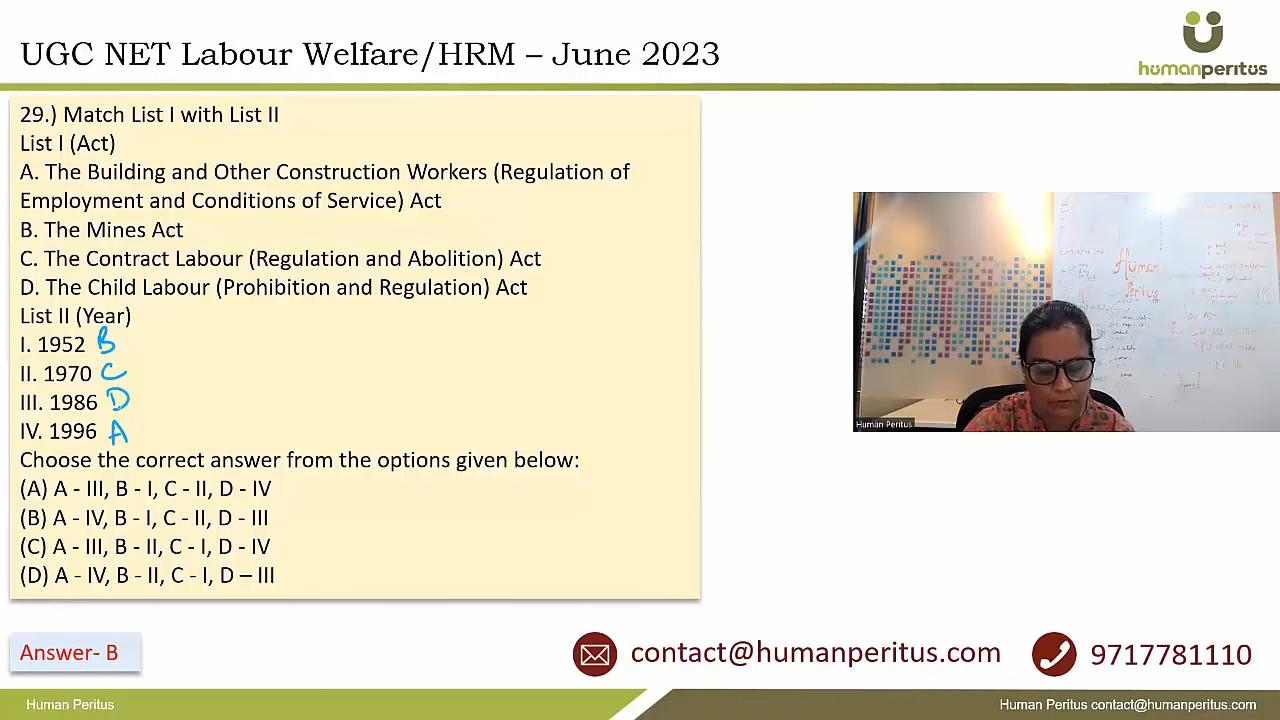 UGC NET Labour Welfare/HRM – June 2023
humanperitus
29.) Match List I with List II
List I (Act)
A. The Building and Other Construction Workers (Regulation of
Employment and Conditions of Service) Act
B. The Mines Act
C. The Contract Labour (Regulation and Abolition) Act
D. The Child Labour (Prohibition and Regulation) Act
List II (Year)
I. 1952 B
II. 1970 C
III. 1986 D
IV. 1996 A
Choose the correct answer from the options given below:
(A) A - III, B - I, C - II, D - IV
(B) A - IV, B - I, C - II, D - III
(C) A - III, B - II, C - I, D - IV
(D) A - IV, B - II, C - I, D – III
Human
Peritus
Human Peritus
Answer- B
contact@humanperitus.com
9717781110
Human Peritus
Human Peritus contact@humanperitus.com